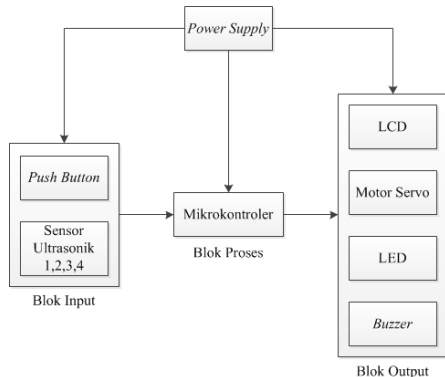 Power Supply
Push Button
Sensor
Ultrasonik
1,2,3,4
Blok Input
Mikrokontroler
Blok Proses
LCD
Motor Servo
LED
Buzzer
Blok Output